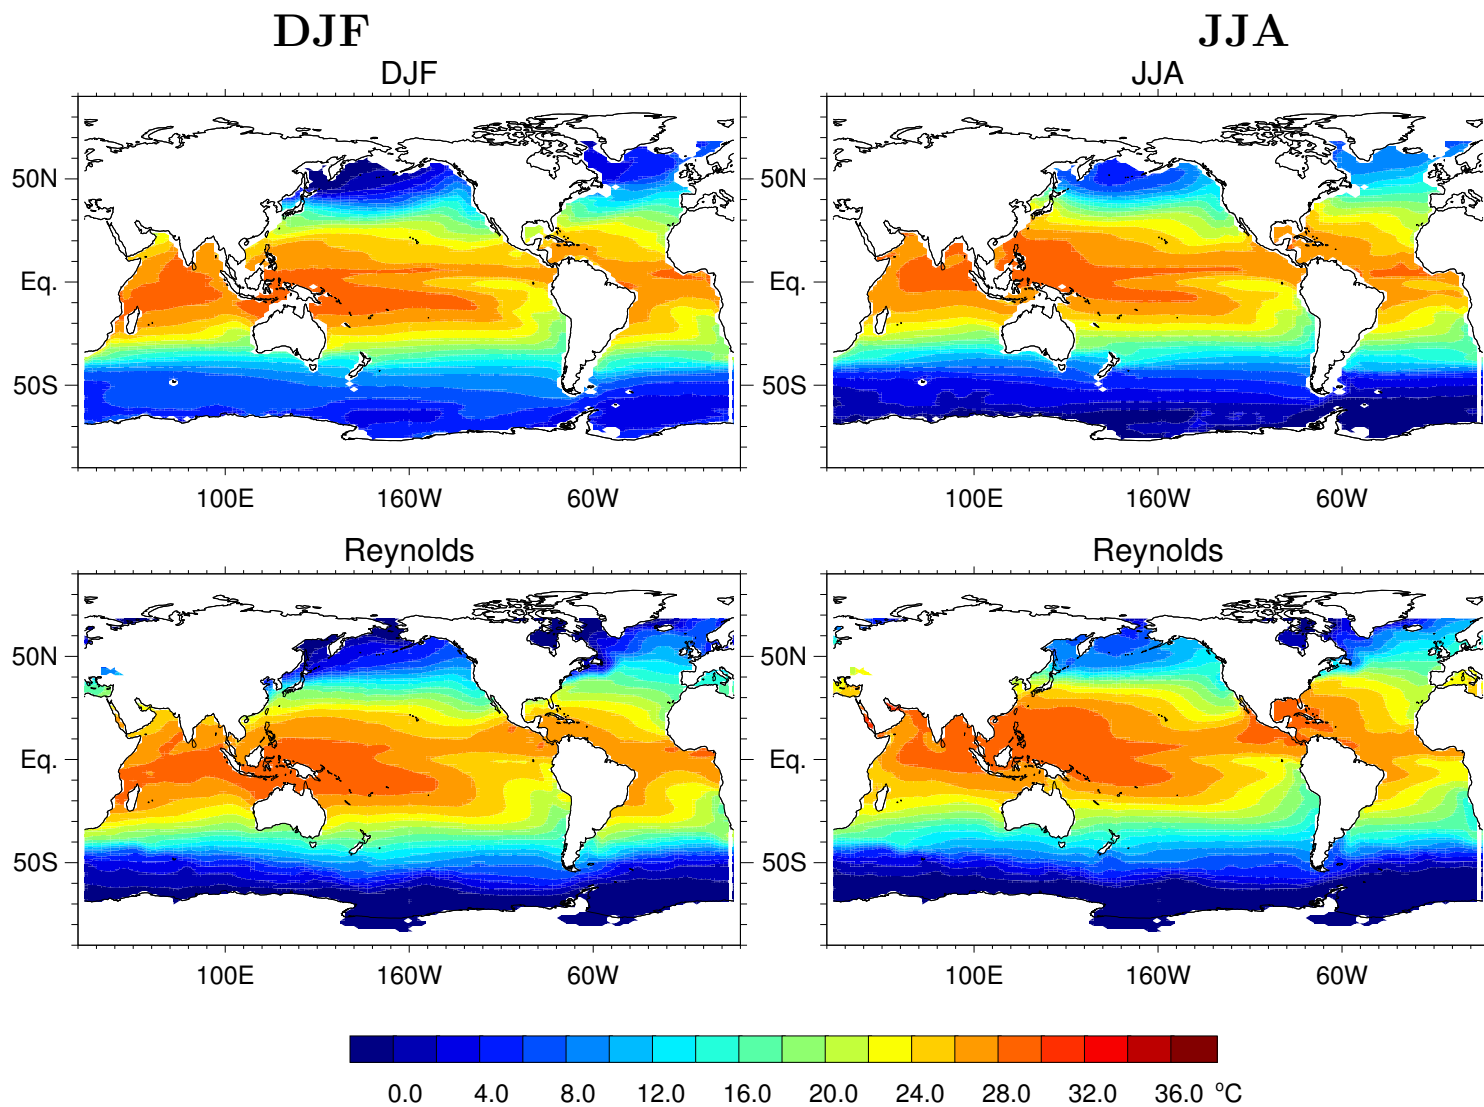 DJF JJA
DJF JJA
50N 50N
Eq. Eq.
50S 50S
100E 160W 60W 100E 160W 60W
Reynolds Reynolds
50N 50N
Eq. Eq.
50S 50S
100E 160W 60W 100E 160W 60W
0.0 4.0 8.0 12.0 16.0 20.0 24.0 28.0 32.0 36.0 °C